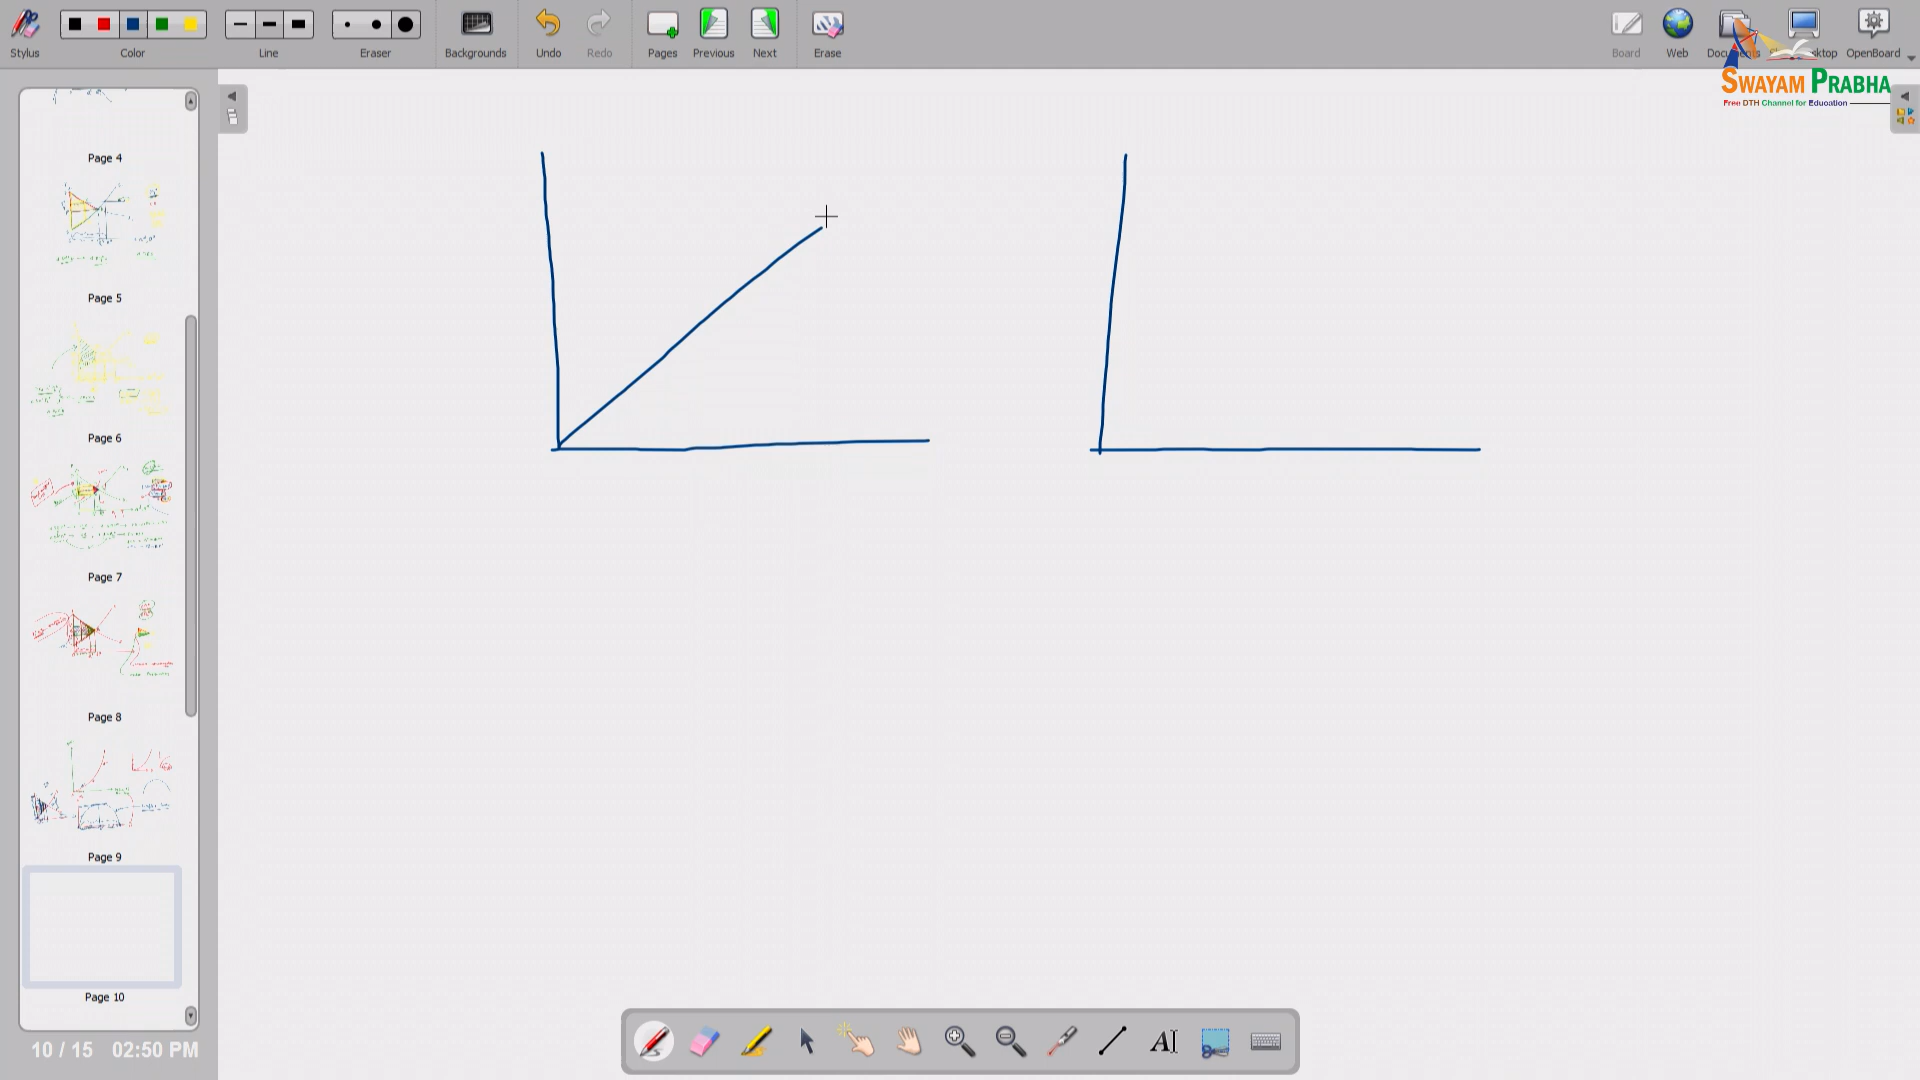 Stylus
Color
Line
Eraser
Backgrounds
Undo
Redo
Pages
Previous
Next
Erase
Board
Web
OpenBoard
SWAYAM PRABHA
Free DTH Channel for Education
Page 4
Page 5
Page 6
Page 7
Page 8
Page 9
Page 10
10 / 15 02:50 PM
AI